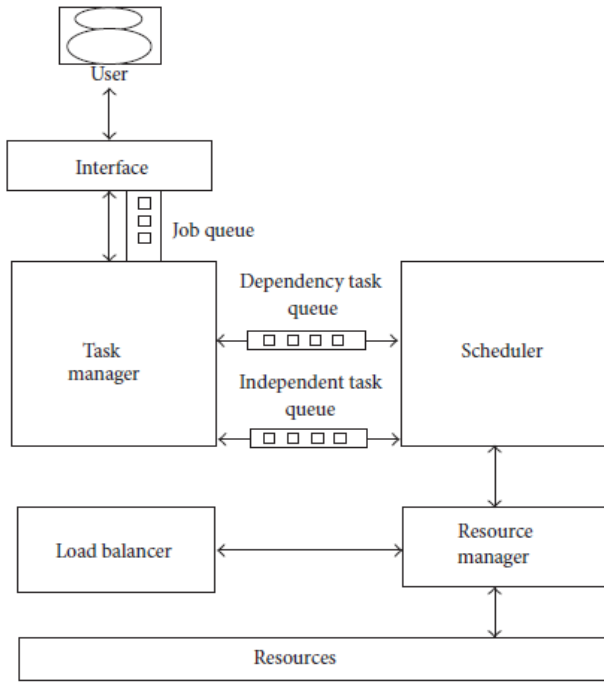 User
Interface
Job queue
Dependency task
queue
Task
manager
Scheduler
Independent task
queue
Load balancer
Resource
manager
Resources